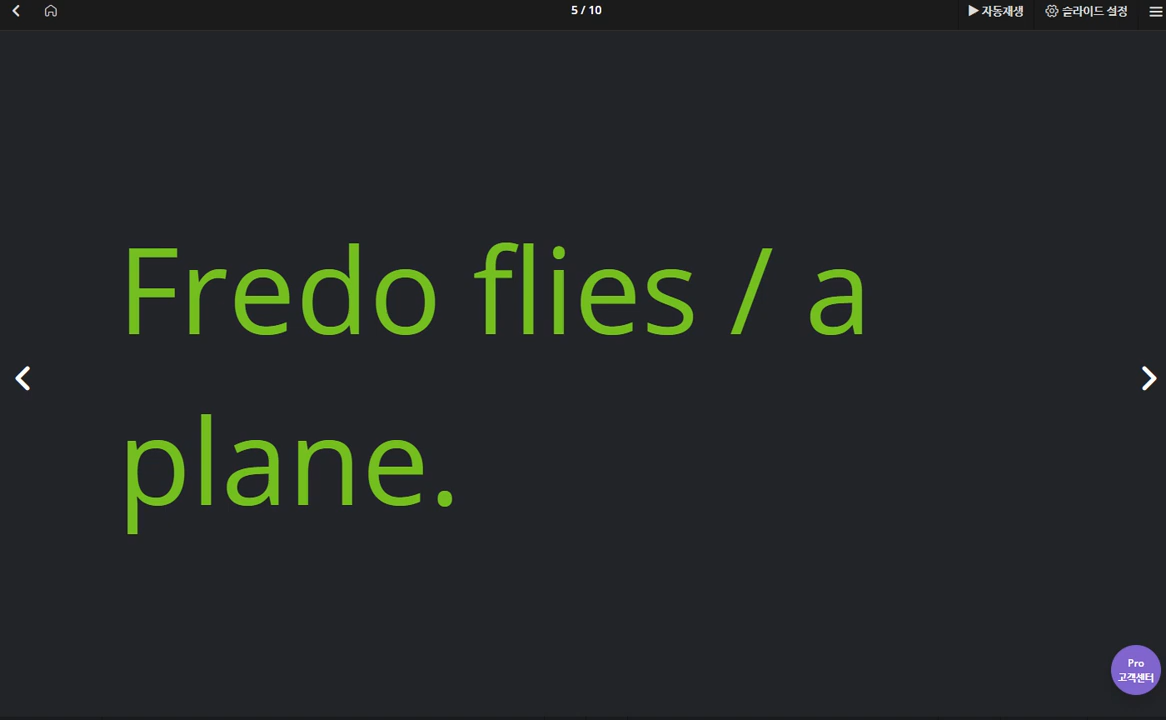 5 / 10
▶ 자동재생
슬라이드 설정
Fredo flies / a
plane.
Pro
고객센터